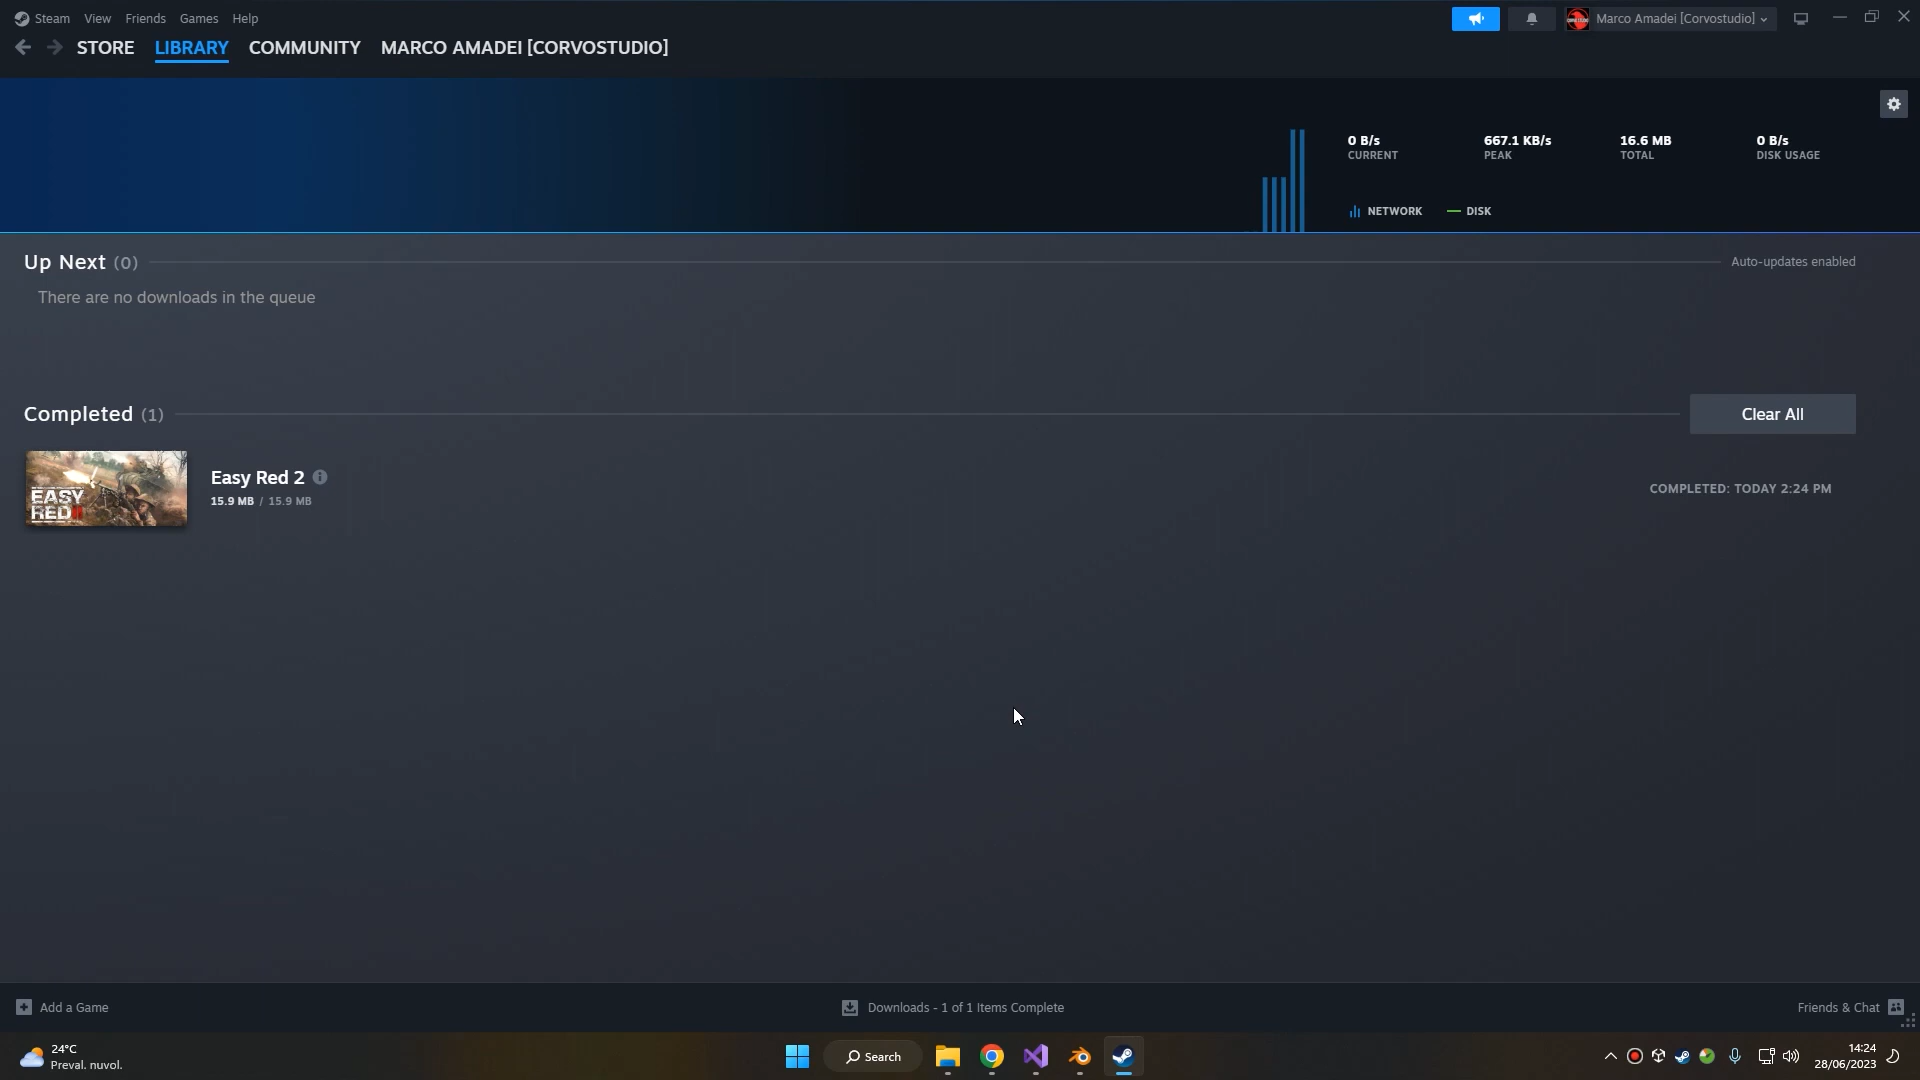 Steam View Friends Games Help
Marco Amadei [Corvostudio]
STORE LIBRARY COMMUNITY MARCO AMADEI [CORVOSTUDIO]
0 B/s 667.1 KB/s 16.6 MB 0 B/s
CURRENT PEAK TOTAL DISK USAGE
NETWORK DISK
Up Next (0) Auto-updates enabled
There are no downloads in the queue
Completed (1) Clear All
EASY
RED II
Easy Red 2
15.9 MB / 15.9 MB
COMPLETED: TODAY 2:24 PM
Add a Game Downloads - 1 of 1 Items Complete Friends & Chat
24°C
Preval. nuvol.
Search
14:24
28/06/2023